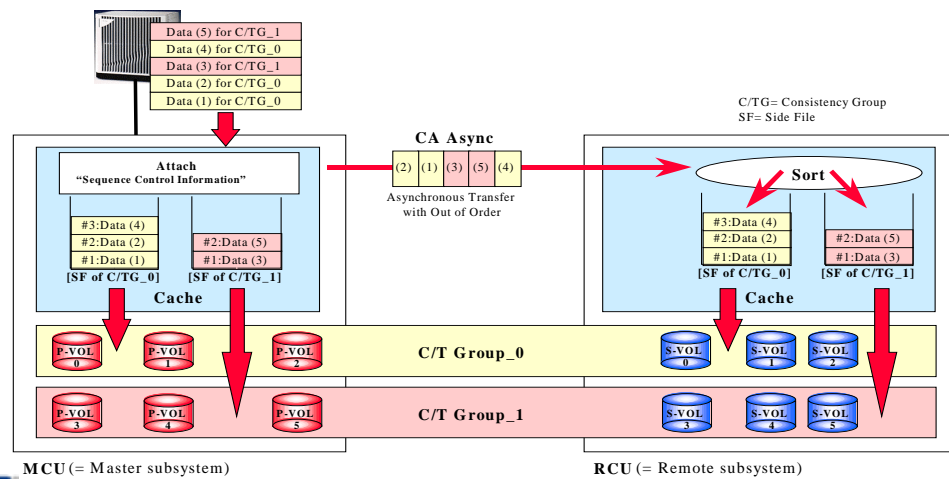 Data (5) for C/TG_1
Data (4) for C/TG_0
Data (3) for C/TG_1
Data (2) for C/TG_0
Data (1) for C/TG_0
C/TG= Consistency Group
SF= Side File
CA Async
(2) (1) (3) (5) (4)
Asynchronous Transfer
with Out of Order
Attach
“Sequence Control Information”
#3:Data (4)
#2:Data (2)
#1:Data (1)
[SF of C/TG_0]
#2:Data (5)
#1:Data (3)
[SF of C/TG_1]
Cache
Sort
#3:Data (4)
#2:Data (2)
#1:Data (1)
[SF of C/TG_0]
#2:Data (5)
#1:Data (3)
[SF of C/TG_1]
Cache
P-VOL
0
P-VOL
1
P-VOL
2
C/T Group_0
S-VOL
0
S-VOL
1
S-VOL
2
P-VOL
3
P-VOL
4
P-VOL
5
C/T Group_1
S-VOL
3
S-VOL
4
S-VOL
5
MCU (= Master subsystem)
RCU (= Remote subsystem)